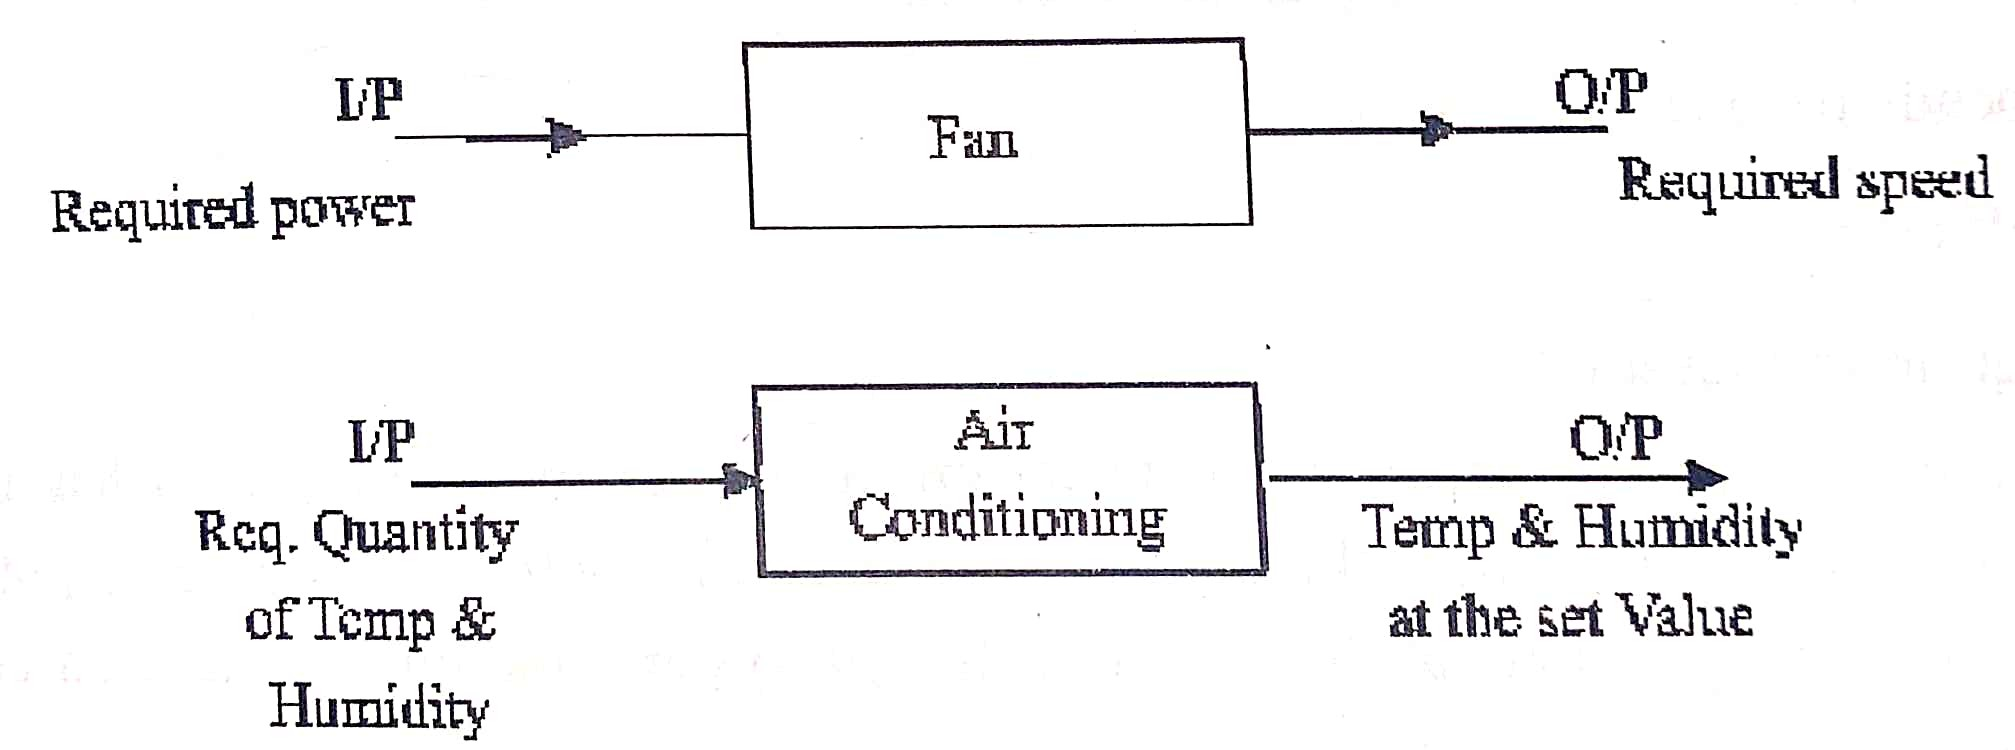 I/P
Required power
Fan
O/P
Required speed
I/P
Req. Quantity
of Temp &
Humidity
Air
Conditioning
O/P
Temp & Humidity
at the set Value